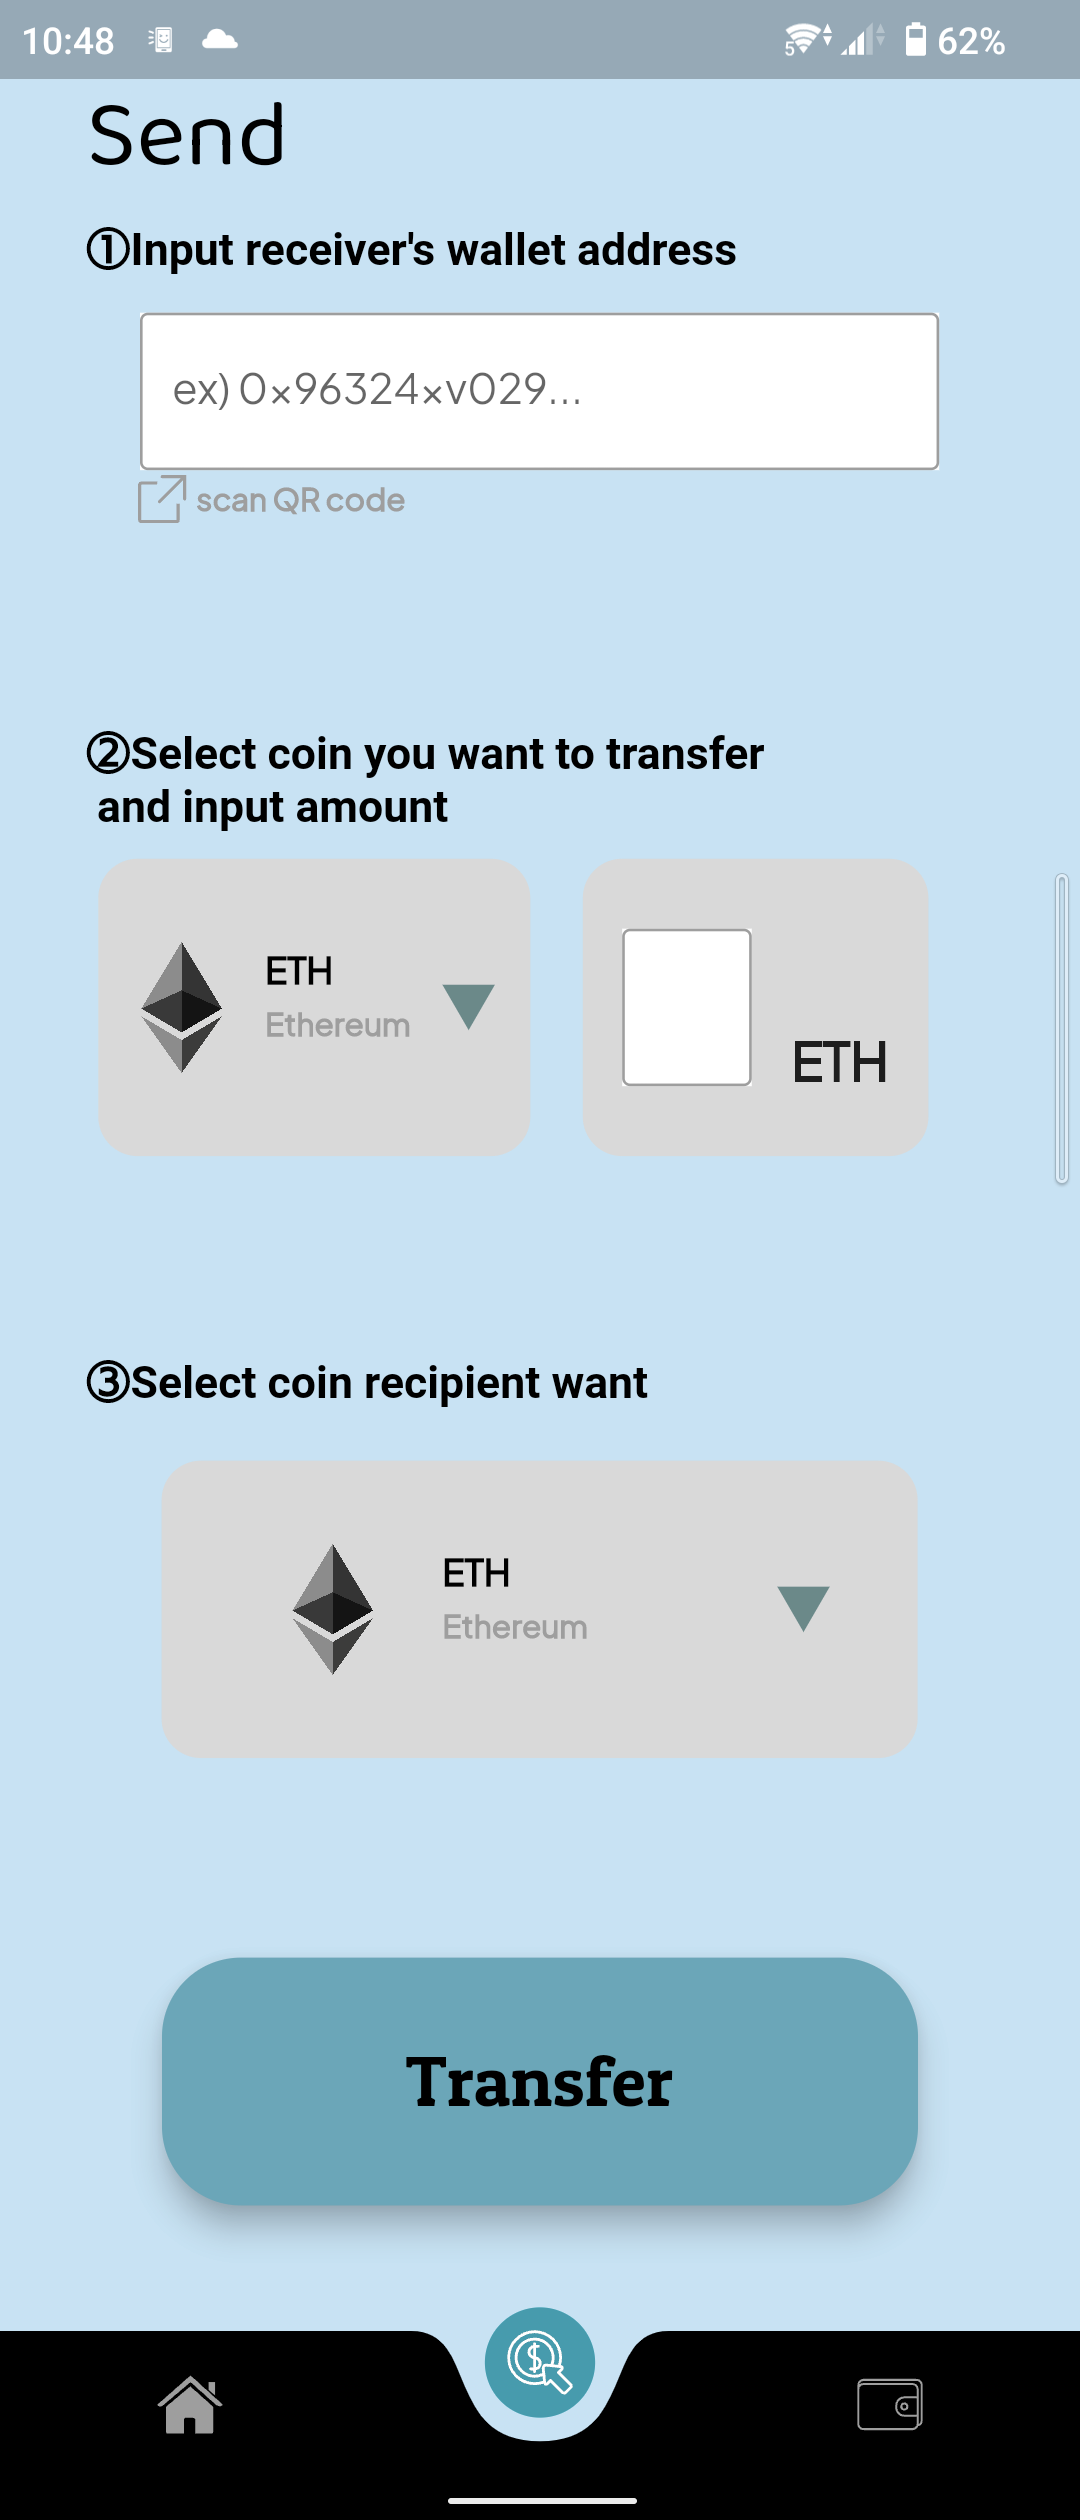 10:48
5
62%
Send
①Input receiver's wallet address
ex) 0×96324×v029...
scan QR code
②Select coin you want to transfer
and input amount
ETH
Ethereum
ETH
③Select coin recipient want
ETH
Ethereum
Transfer
$